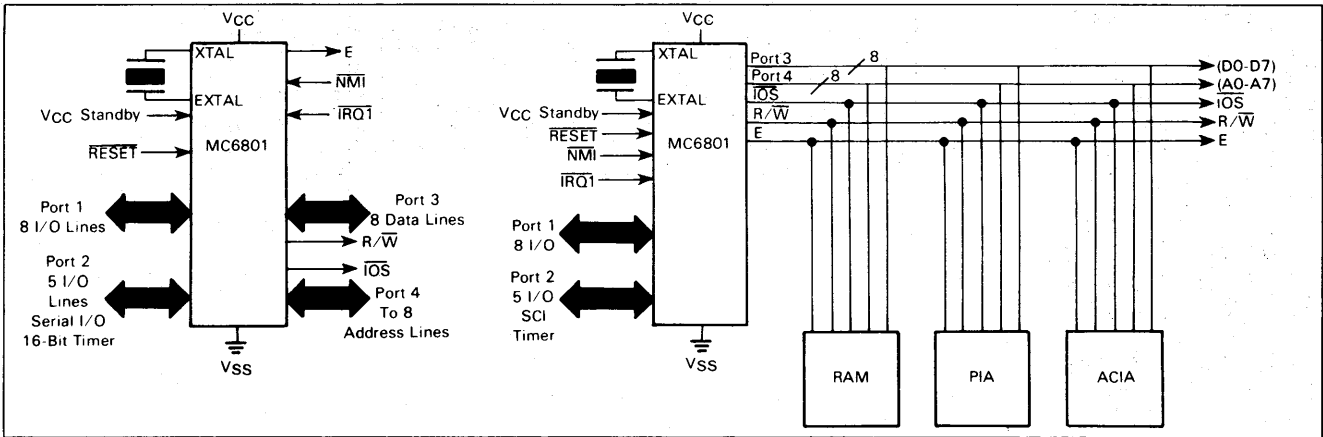 VCC
XTAL
E
NMI
EXTAL
VCC Standby
IRQ1
MC6801
RESET
Port 1
8 I/O Lines
Port 3
8 Data Lines
R/W
IOS
Port 2
5 I/O
Lines
Serial I/O
16-Bit Timer
Port 4
To 8
Address Lines
VSS
VCC
XTAL
EXTAL
VCC Standby
RESET
NMI
IRQ1
MC6801
Port 1
8 I/O
Port 2
5 I/O
SCI
Timer
VSS
Port 3
8
(D0-D7)
Port 4
8
(A0-A7)
IOS
IOS
R/W
R/W
E
E
RAM
PIA
ACIA